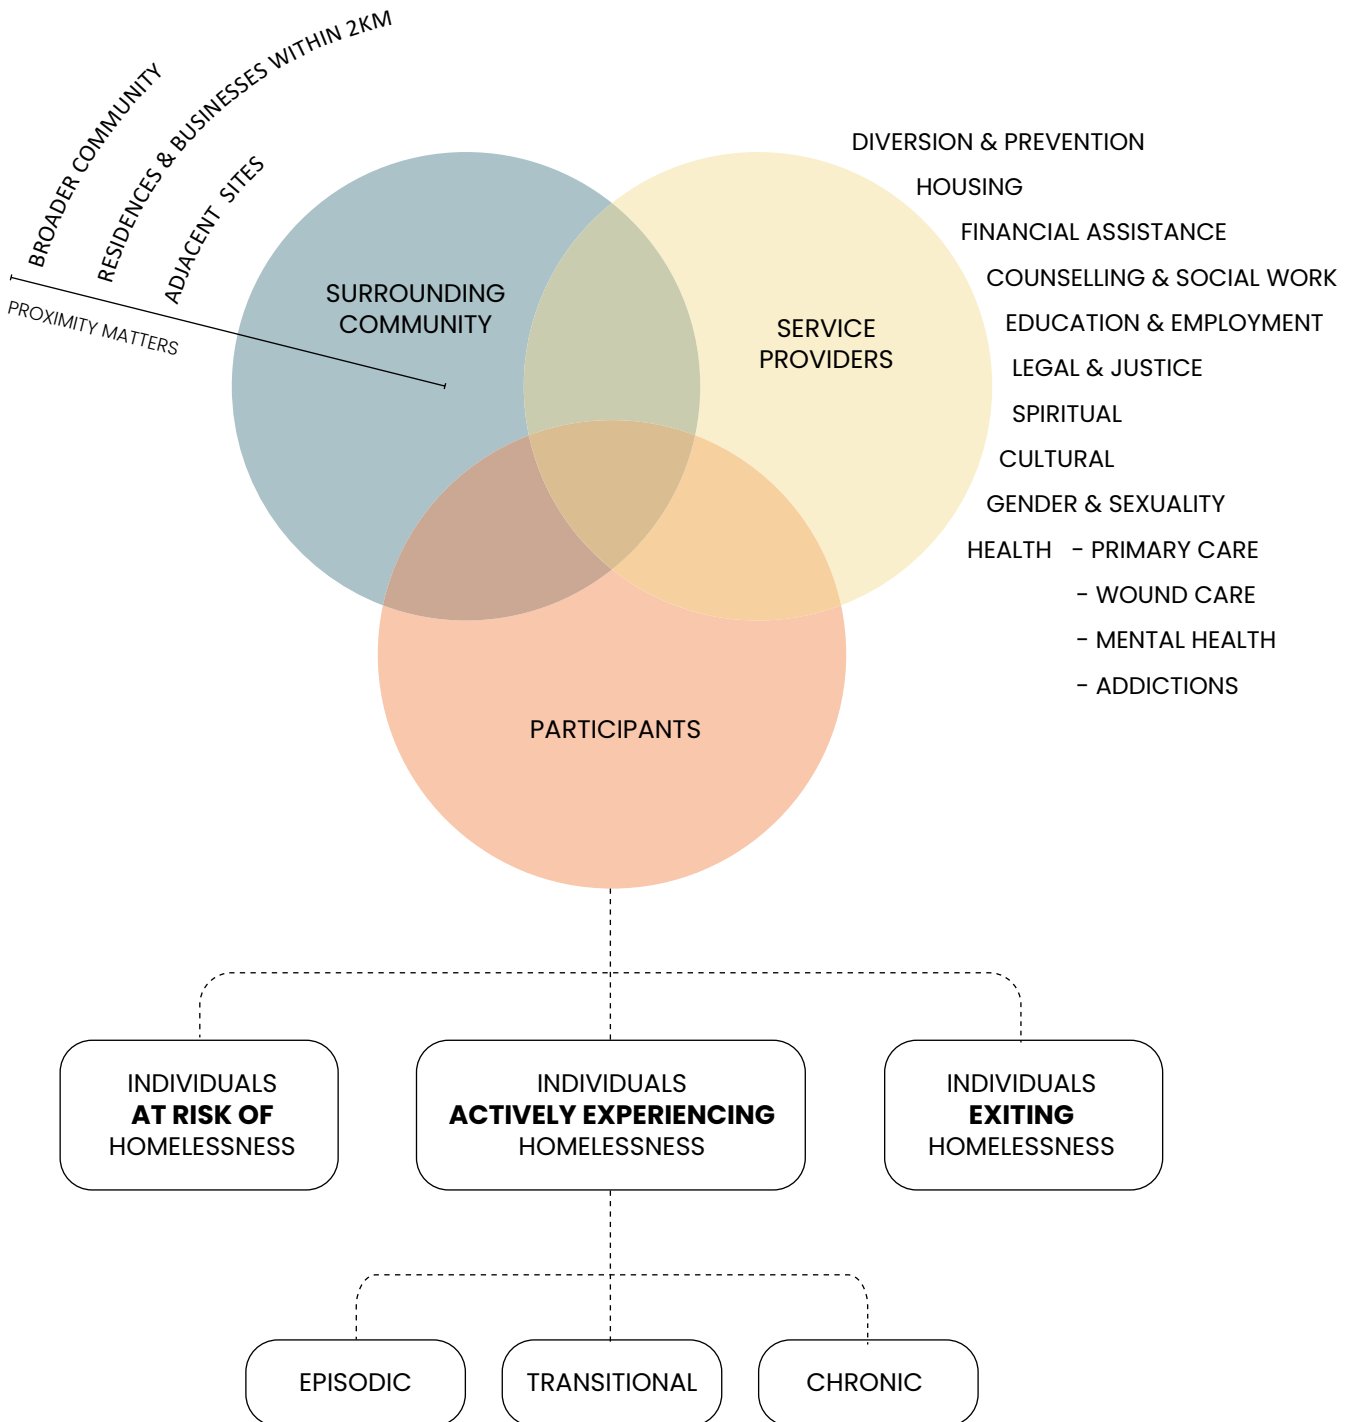 BROADER COMMUNITY
RESIDENCES & BUSINESSES WITHIN 2KM
ADJACENT SITES
PROXIMITY MATTERS
SURROUNDING
COMMUNITY
SERVICE
PROVIDERS
PARTICIPANTS
DIVERSION & PREVENTION
HOUSING
FINANCIAL ASSISTANCE
COUNSELLING & SOCIAL WORK
EDUCATION & EMPLOYMENT
LEGAL & JUSTICE
SPIRITUAL
CULTURAL
GENDER & SEXUALITY
HEALTH - PRIMARY CARE
- WOUND CARE
- MENTAL HEALTH
- ADDICTIONS
INDIVIDUALS
AT RISK OF
HOMELESSNESS
INDIVIDUALS
ACTIVELY EXPERIENCING
HOMELESSNESS
INDIVIDUALS
EXITING
HOMELESSNESS
EPISODIC
TRANSITIONAL
CHRONIC